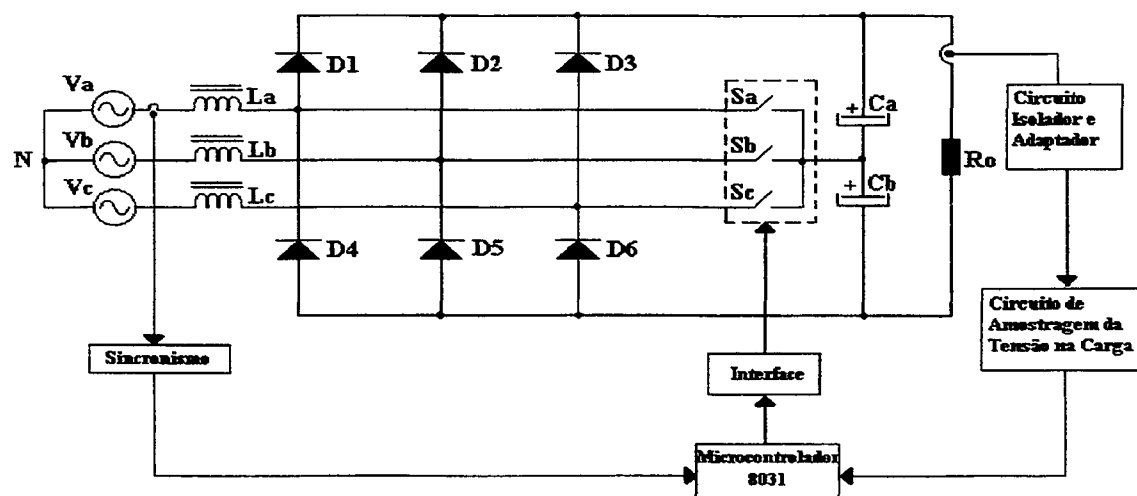 D1
D2
D3
Va
La
Sa
Ca
+
Circuito
Isolador e
Adaptador
N
Vb
Lb
Sb
Ro
Vc
Lc
Sc
Cb
+
D4
D5
D6
Circuito de
Amostragem da
Tensão na Carga
Sincronismo
Interface
Microcontrolador
8031